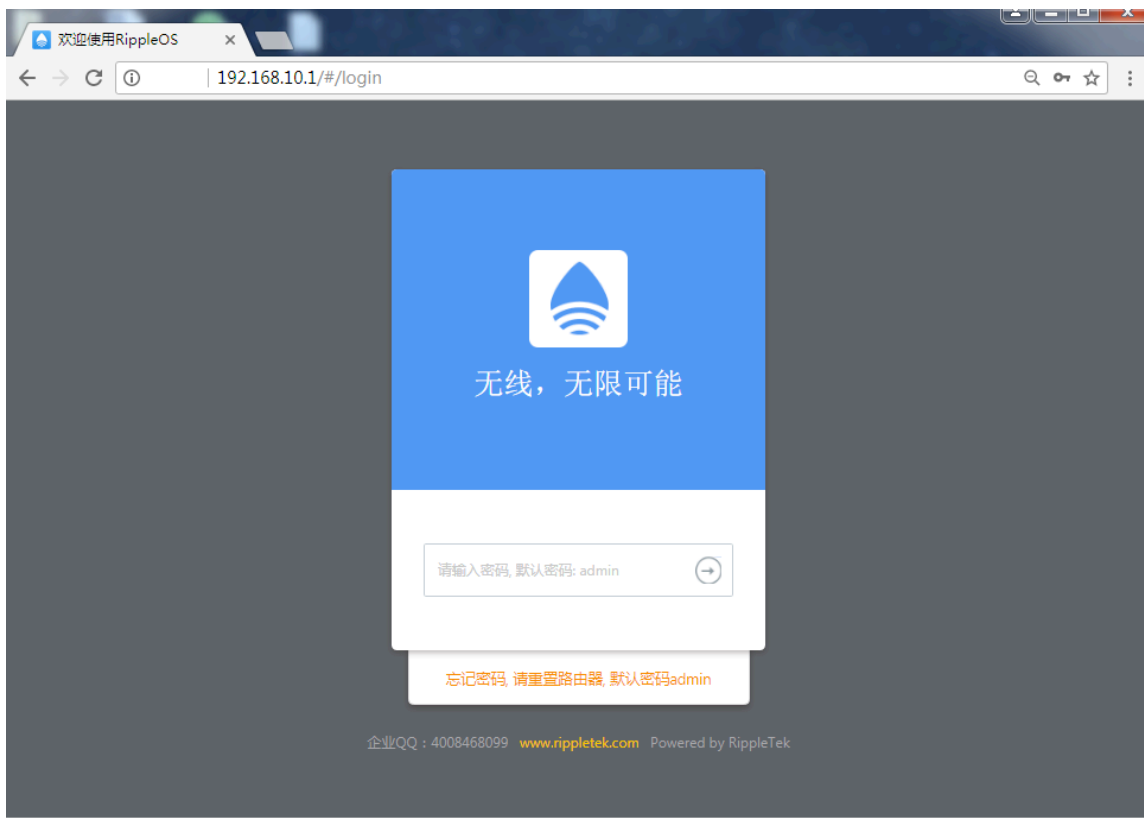 欢迎使用RippleOS
192.168.10.1/#/login
无线，无限可能
请输入密码, 默认密码: admin
忘记密码, 请重置路由器, 默认密码admin
企业QQ：4008468099 www.rippletek.com Powered by RippleTek